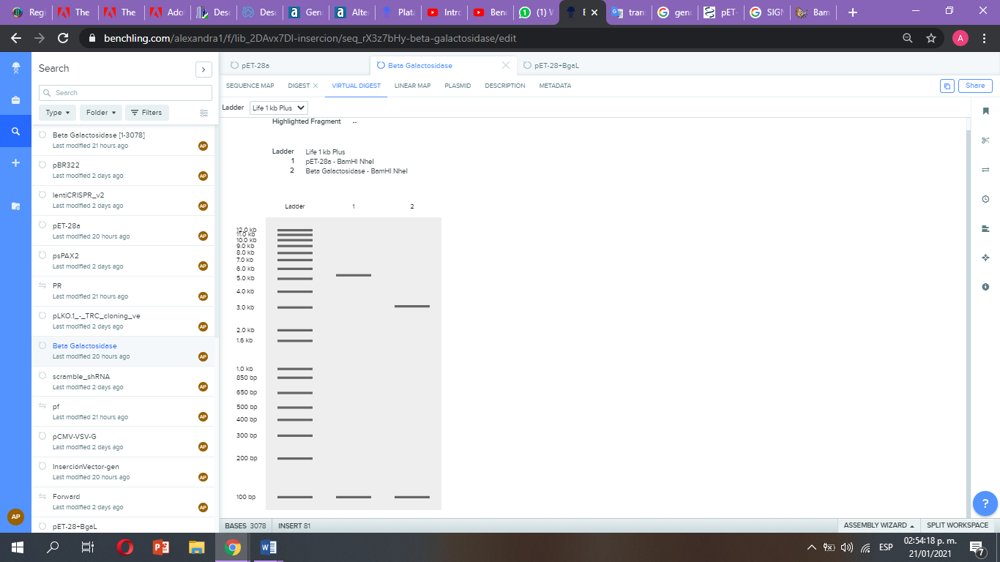 Regi
The
The
Adol
Desc
Desc
Gen
Alte
Plata
Intro
Benc
(1) W
E
tran
geno
pET-
SIGN
Bam
benchling.com/alexandra1/f/lib_2DAvx7DI-insercion/seq_rX3z7bHy-beta-galactosidase/edit
A
Search
Search
Type
Folder
Filters
Beta Galactosidase [1-3078]
Last modified 21 hours ago
AP
pBR322
Last modified 2 days ago
AP
lentiCRISPR_v2
Last modified 2 days ago
AP
pET-28a
Last modified 20 hours ago
AP
psPAX2
Last modified 2 days ago
AP
PR
Last modified 21 hours ago
AP
pLKO.1_-_TRC_cloning_ve
Last modified 2 days ago
AP
Beta Galactosidase
Last modified 20 hours ago
AP
scramble_shRNA
Last modified 2 days ago
AP
pf
Last modified 21 hours ago
AP
pCMV-VSV-G
Last modified 2 days ago
AP
InserciónVector-gen
Last modified 20 hours ago
AP
Forward
Last modified 2 days ago
AP
pET-28+BgaL
AP
pET-28a
Beta Galactosidase
pET-28+BgaL
SEQUENCE MAP
DIGEST
VIRTUAL DIGEST
LINEAR MAP
PLASMID
DESCRIPTION
METADATA
Share
Ladder Life 1 kb Plus
Highlighted Fragment --
Ladder Life 1 kb Plus
1 pET-28a - BamHI NheI
2 Beta Galactosidase - BamHI NheI
Ladder 1 2
12.0 kb
11.0 kb
10.0 kb
9.0 kb
8.0 kb
7.0 kb
6.0 kb
5.0 kb
4.0 kb
3.0 kb
2.0 kb
1.6 kb
1.0 kb
850 bp
650 bp
500 bp
400 bp
300 bp
200 bp
100 bp
?
BASES 3078
INSERT 81
ASSEMBLY WIZARD
SPLIT WORKSPACE
ESP
02:54:18 p. m.
21/01/2021
7